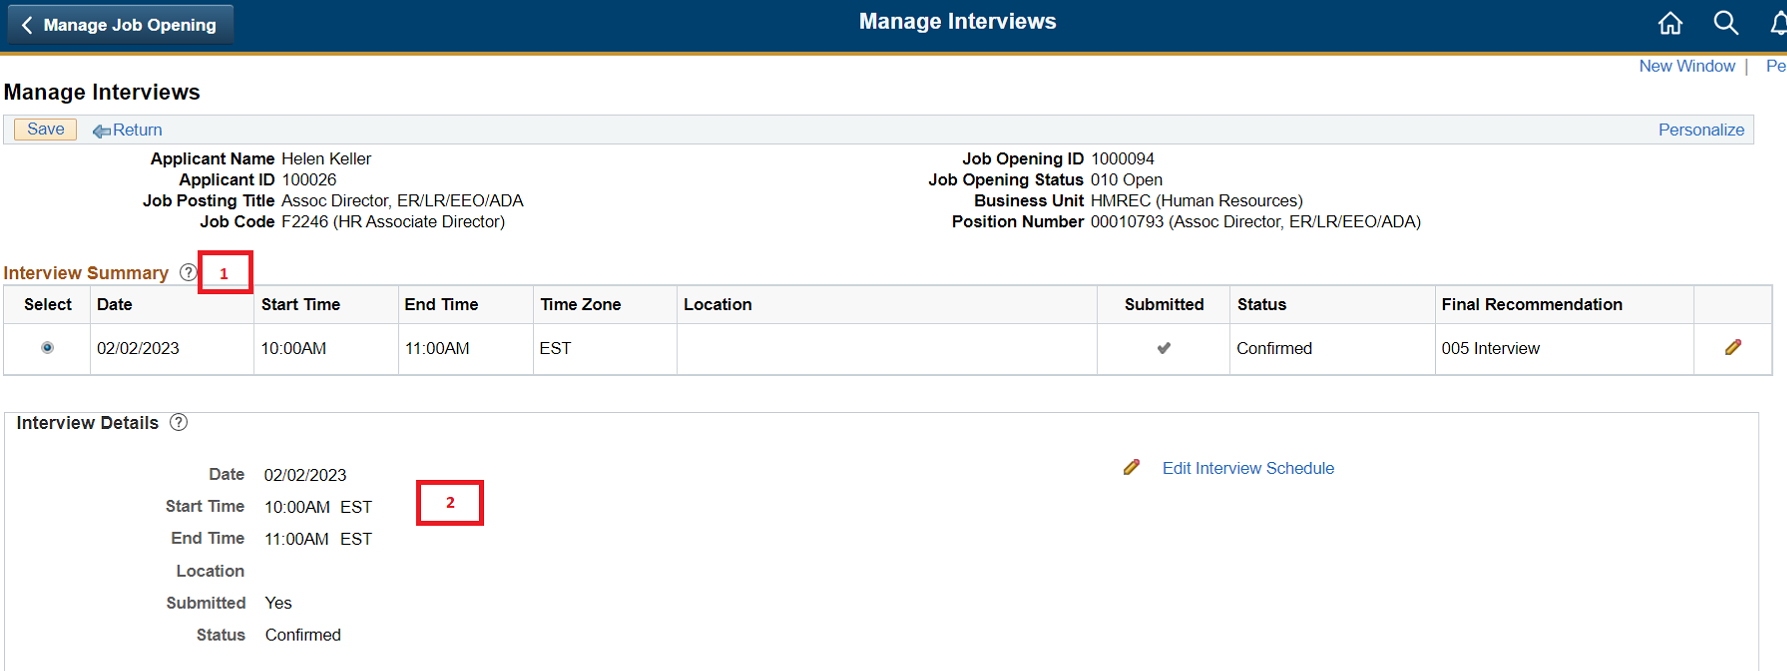 Manage Job Opening
Manage Interviews
New Window | Pe
Manage Interviews
Save Return Personalize
Applicant Name Helen Keller Job Opening ID 1000094
Applicant ID 100026 Job Opening Status 010 Open
Job Posting Title Assoc Director, ER/LR/EEO/ADA Business Unit HMREC (Human Resources)
Job Code F2246 (HR Associate Director) Position Number 00010793 (Assoc Director, ER/LR/EEO/ADA)
Interview Summary ? 1
Select Date Start Time End Time Time Zone Location Submitted Status Final Recommendation
02/02/2023 10:00AM 11:00AM EST Confirmed 005 Interview
Interview Details ?
Date 02/02/2023 Edit Interview Schedule
Start Time 10:00AM EST 2
End Time 11:00AM EST
Location
Submitted Yes
Status Confirmed